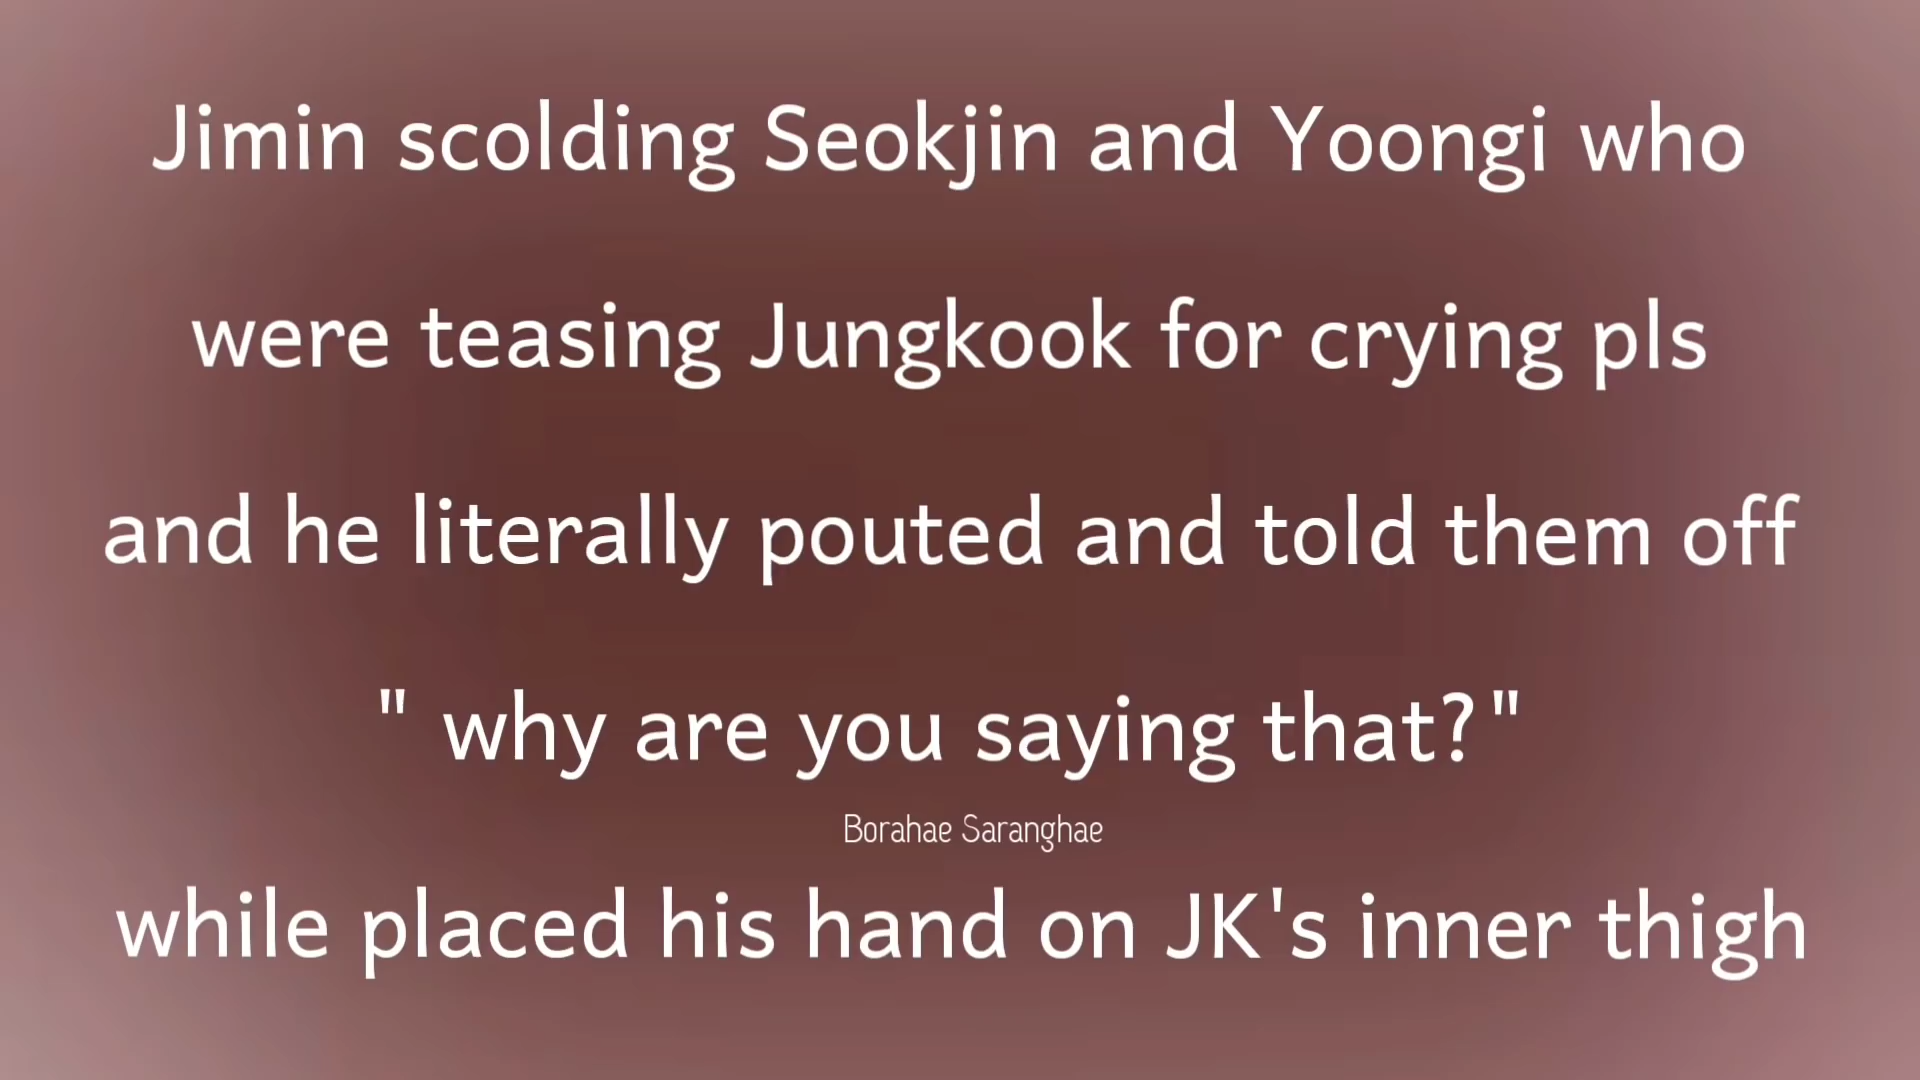 Jimin scolding Seokjin and Yoongi who
were teasing Jungkook for crying pls
and he literally pouted and told them off
" why are you saying that?"
Borahae Saranghae
while placed his hand on JK's inner thigh